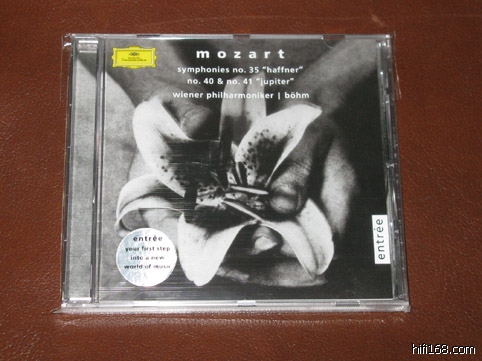 mozart
symphonies no. 35 "haffner"
no. 40 & no. 41 "jupiter"
wiener philharmoniker | böhm
entrée
entrée
your first step
into a new
world of music
hifi168.com